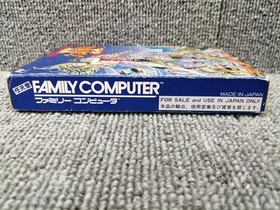 FAMILY COMPUTER™
ファミリー コンピュータ
MADE IN JAPAN
FOR SALE and USE IN JAPAN ONLY
本品の輸出、使用営業及び賃貸を禁じます。